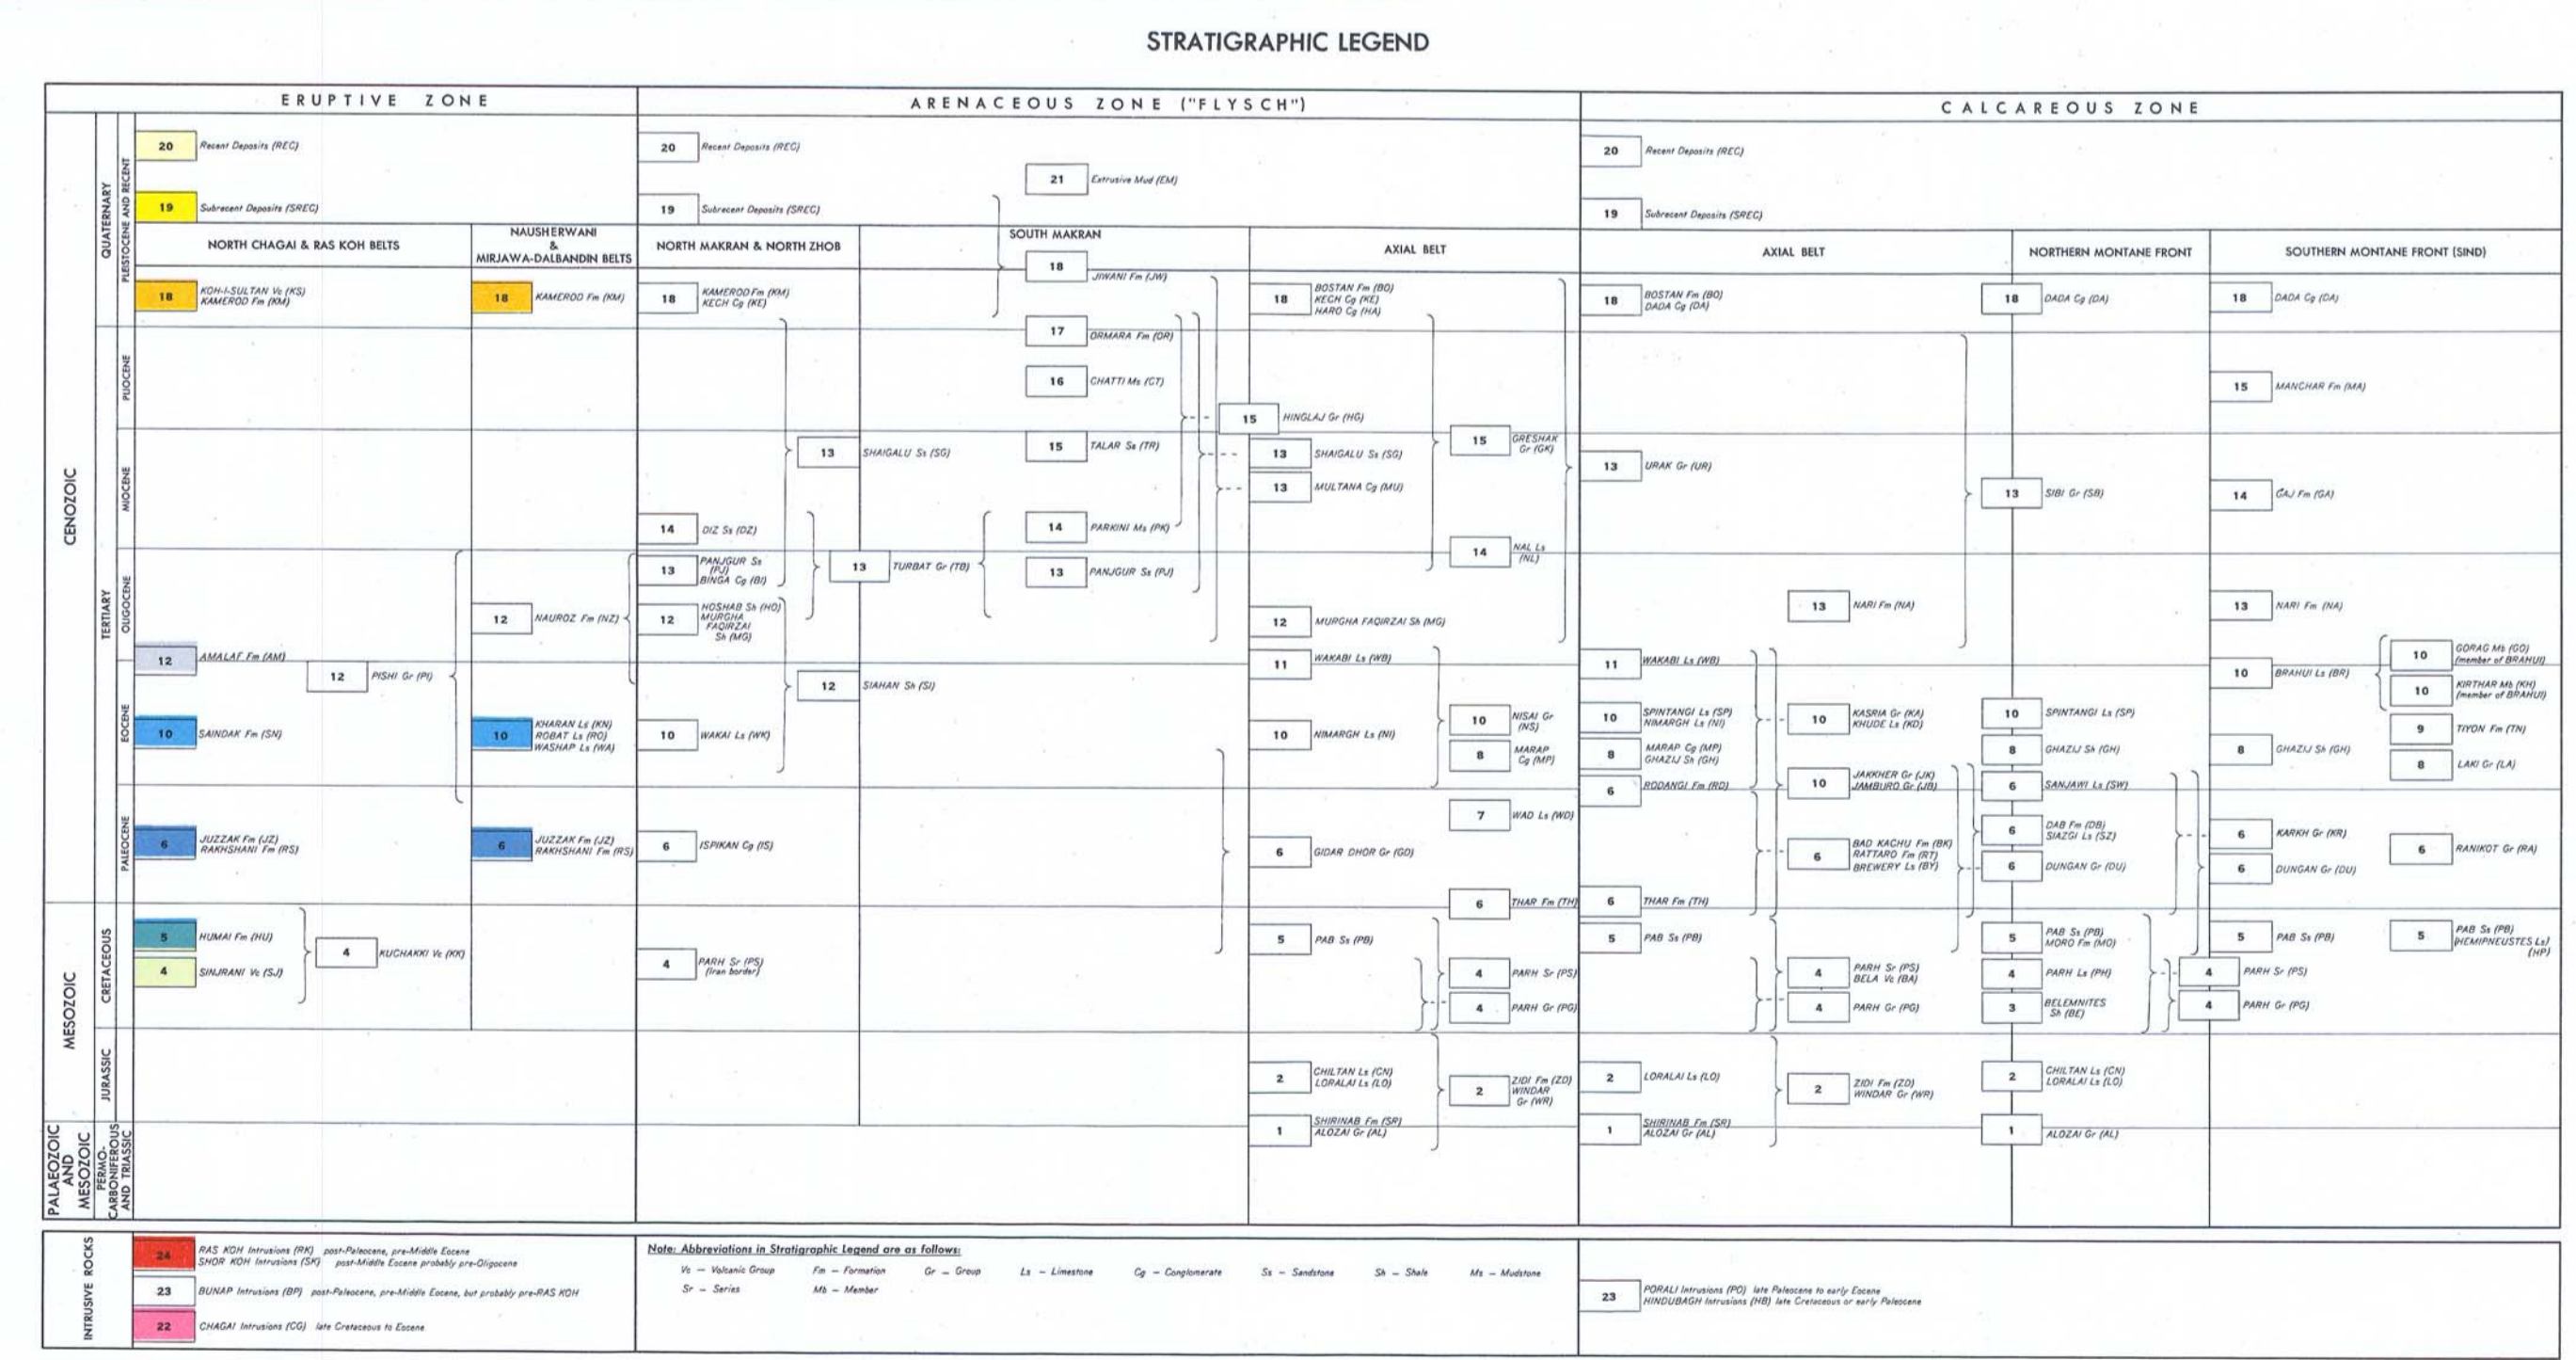 STRATIGRAPHIC LEGEND
ERUPTIVE ZONE
ARENACEOUS ZONE ("FLYSCH")
CALCAREOUS ZONE
CENOZOIC
MESOZOIC
PALAEOZOIC AND MESOZOIC
QUATERNARY
TERTIARY
CRETACEOUS
JURASSIC
PERMO-CARBONIFEROUS AND TRIASSIC
PLEISTOCENE AND RECENT
PLIOCENE
MIOCENE
OLIGOCENE
EOCENE
PALEOCENE
20 Recent Deposits (REC)
19 Subrecent Deposits (SREC)
NORTH CHAGAI & RAS KOH BELTS
18 KOH-I-SULTAN Vc (KS)
KAMEROD Fm (KM)
12 AMALAF Fm (AM)
12 PISHI Gr (PI)
10 SAINDAK Fm (SN)
6 JUZZAK Fm (JZ)
RAKHSHANI Fm (RS)
5 HUMAI Fm (HU)
4 SINJRANI Vc (SJ)
4 KUCHAKKI Vc (KK)
NAUSHERWANI
&
MIRJAWA-DALBANDIN BELTS
18 KAMEROD Fm (KM)
12 NAUROZ Fm (NZ)
10 KHARAN Ls (KN)
ROBAT Ls (RO)
WASHAP Ls (WA)
6 JUZZAK Fm (JZ)
RAKHSHANI Fm (RS)
20 Recent Deposits (REC)
21 Extrusive Mud (EM)
19 Subrecent Deposits (SREC)
NORTH MAKRAN & NORTH ZHOB
18 KAMEROD Fm (KM)
KECH Cg (KE)
13 SHAIGALU Ss (SG)
14 DIZ Ss (DZ)
13 PANJGUR Ss
(PJ)
BINGA Cg (BI)
13 TURBAT Gr (TB)
12 HOSHAB Sh (HO)
MURGHA
FAQIRZAI
Sh (MG)
12 SIAHAN Sh (SI)
10 WAKAI Ls (WK)
6 ISPIKAN Cg (IS)
4 PARH Sr (PS)
(Iran border)
SOUTH MAKRAN
18 JIWANI Fm (JW)
17 ORMARA Fm (OR)
16 CHATTI Ms (CT)
15 TALAR Ss (TR)
14 PARKINI Ms (PK)
13 PANJGUR Ss (PJ)
AXIAL BELT
18 BOSTAN Fm (BO)
KECH Cg (KE)
HARO Cg (HA)
15 HINGLAJ Gr (HG)
13 SHAIGALU Ss (SG)
13 MULTANA Cg (MU)
15 GRESHAK
Gr (GK)
14 NAL Ls
(NL)
12 MURGHA FAQIRZAI Sh (MG)
11 WAKABI Ls (WB)
10 NIMARGH Ls (NI)
10 NISAI Gr
(NS)
8 MARAP
Cg (MP)
7 WAD Ls (WD)
6 GIDAR DHOR Gr (GD)
6 THAR Fm (TH)
5 PAB Ss (PB)
4 PARH Sr (PS)
4 PARH Gr (PG)
2 CHILTAN Ls (CN)
LORALAI Ls (LO)
2 ZIDI Fm (ZD)
WINDAR
Gr (WR)
1 SHIRINAB Fm (SR)
ALOZAI Gr (AL)
20 Recent Deposits (REC)
19 Subrecent Deposits (SREC)
AXIAL BELT
18 BOSTAN Fm (BO)
DADA Cg (DA)
13 URAK Gr (UR)
13 NARI Fm (NA)
11 WAKABI Ls (WB)
10 SPINTANGI Ls (SP)
NIMARGH Ls (NI)
10 KASRIA Gr (KA)
KHUDE Ls (KD)
8 MARAP Cg (MP)
GHAZIJ Sh (GH)
6 RODANGI Fm (RD)
10 JAKKHER Gr (JK)
JAMBURO Gr (JB)
6 BAD KACHU Fm (BK)
RATTARO Fm (RT)
BREWERY Ls (BY)
6 THAR Fm (TH)
5 PAB Ss (PB)
4 PARH Sr (PS)
BELA Vc (BA)
4 PARH Gr (PG)
2 LORALAI Ls (LO)
2 ZIDI Fm (ZD)
WINDAR Gr (WR)
1 SHIRINAB Fm (SR)
ALOZAI Gr (AL)
NORTHERN MONTANE FRONT
18 DADA Cg (DA)
13 SIBI Gr (SB)
10 SPINTANGI Ls (SP)
8 GHAZIJ Sh (GH)
6 SANJAWI Ls (SW)
6 DAB Fm (DB)
SIAZGI Ls (SZ)
6 DUNGAN Gr (DU)
5 PAB Ss (PB)
MORO Fm (MO)
4 PARH Ls (PH)
3 BELEMNITES
Sh (BE)
2 CHILTAN Ls (CN)
LORALAI Ls (LO)
1 ALOZAI Gr (AL)
SOUTHERN MONTANE FRONT (SIND)
18 DADA Cg (DA)
15 MANCHAR Fm (MA)
14 GAJ Fm (GA)
13 NARI Fm (NA)
10 BRAHUI Ls (BR)
10 GORAG Mb (GO)
(member of BRAHUI)
10 KIRTHAR Mb (KH)
(member of BRAHUI)
9 TIYON Fm (TN)
8 GHAZIJ Sh (GH)
8 LAKI Gr (LA)
6 KARKH Gr (KR)
6 RANIKOT Gr (RA)
6 DUNGAN Gr (DU)
5 PAB Ss (PB)
5 PAB Ss (PB)
(HEMIPNEUSTES Ls)
(HP)
4 PARH Sr (PS)
4 PARH Gr (PG)
INTRUSIVE ROCKS
24 RAS KOH Intrusions (RK) post-Paleocene, pre-Middle Eocene
SHOR KOH Intrusions (SK) post-Middle Eocene probably pre-Oligocene
23 BUNAP Intrusions (BP) post-Paleocene, pre-Middle Eocene, but probably pre-RAS KOH
22 CHAGAI Intrusions (CG) late Cretaceous to Eocene
Note: Abbreviations in Stratigraphic Legend are as follows:
Vc – Volcanic Group Fm – Formation Gr – Group Ls – Limestone Cg – Conglomerate Ss – Sandstone Sh – Shale Ms – Mudstone
Sr – Series Mb – Member
23 PORALI Intrusions (PO) late Paleocene to early Eocene
HINDUBAGH Intrusions (HB) late Cretaceous or early Paleocene